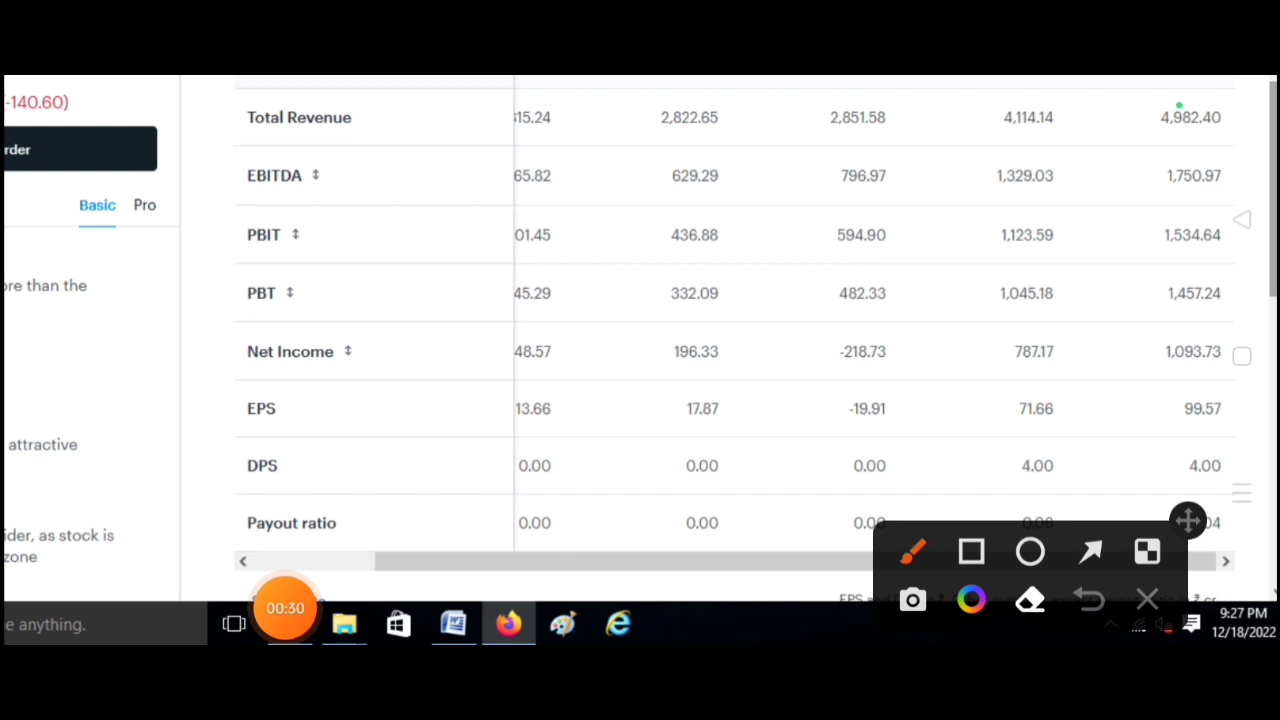 -140.60)
rder
Basic Pro
ore than the
attractive
ider, as stock is
zone
Total Revenue 15.24 2,822.65 2,851.58 4,114.14 4,982.40
EBITDA 65.82 629.29 796.97 1,329.03 1,750.97
PBIT 01.45 436.88 594.90 1,123.59 1,534.64
PBT 45.29 332.09 482.33 1,045.18 1,457.24
Net Income 48.57 196.33 -218.73 787.17 1,093.73
EPS 13.66 17.87 -19.91 71.66 99.57
DPS 0.00 0.00 0.00 4.00 4.00
Payout ratio 0.00 0.00 0.00 04
00:30
e anything.
9:27 PM
12/18/2022